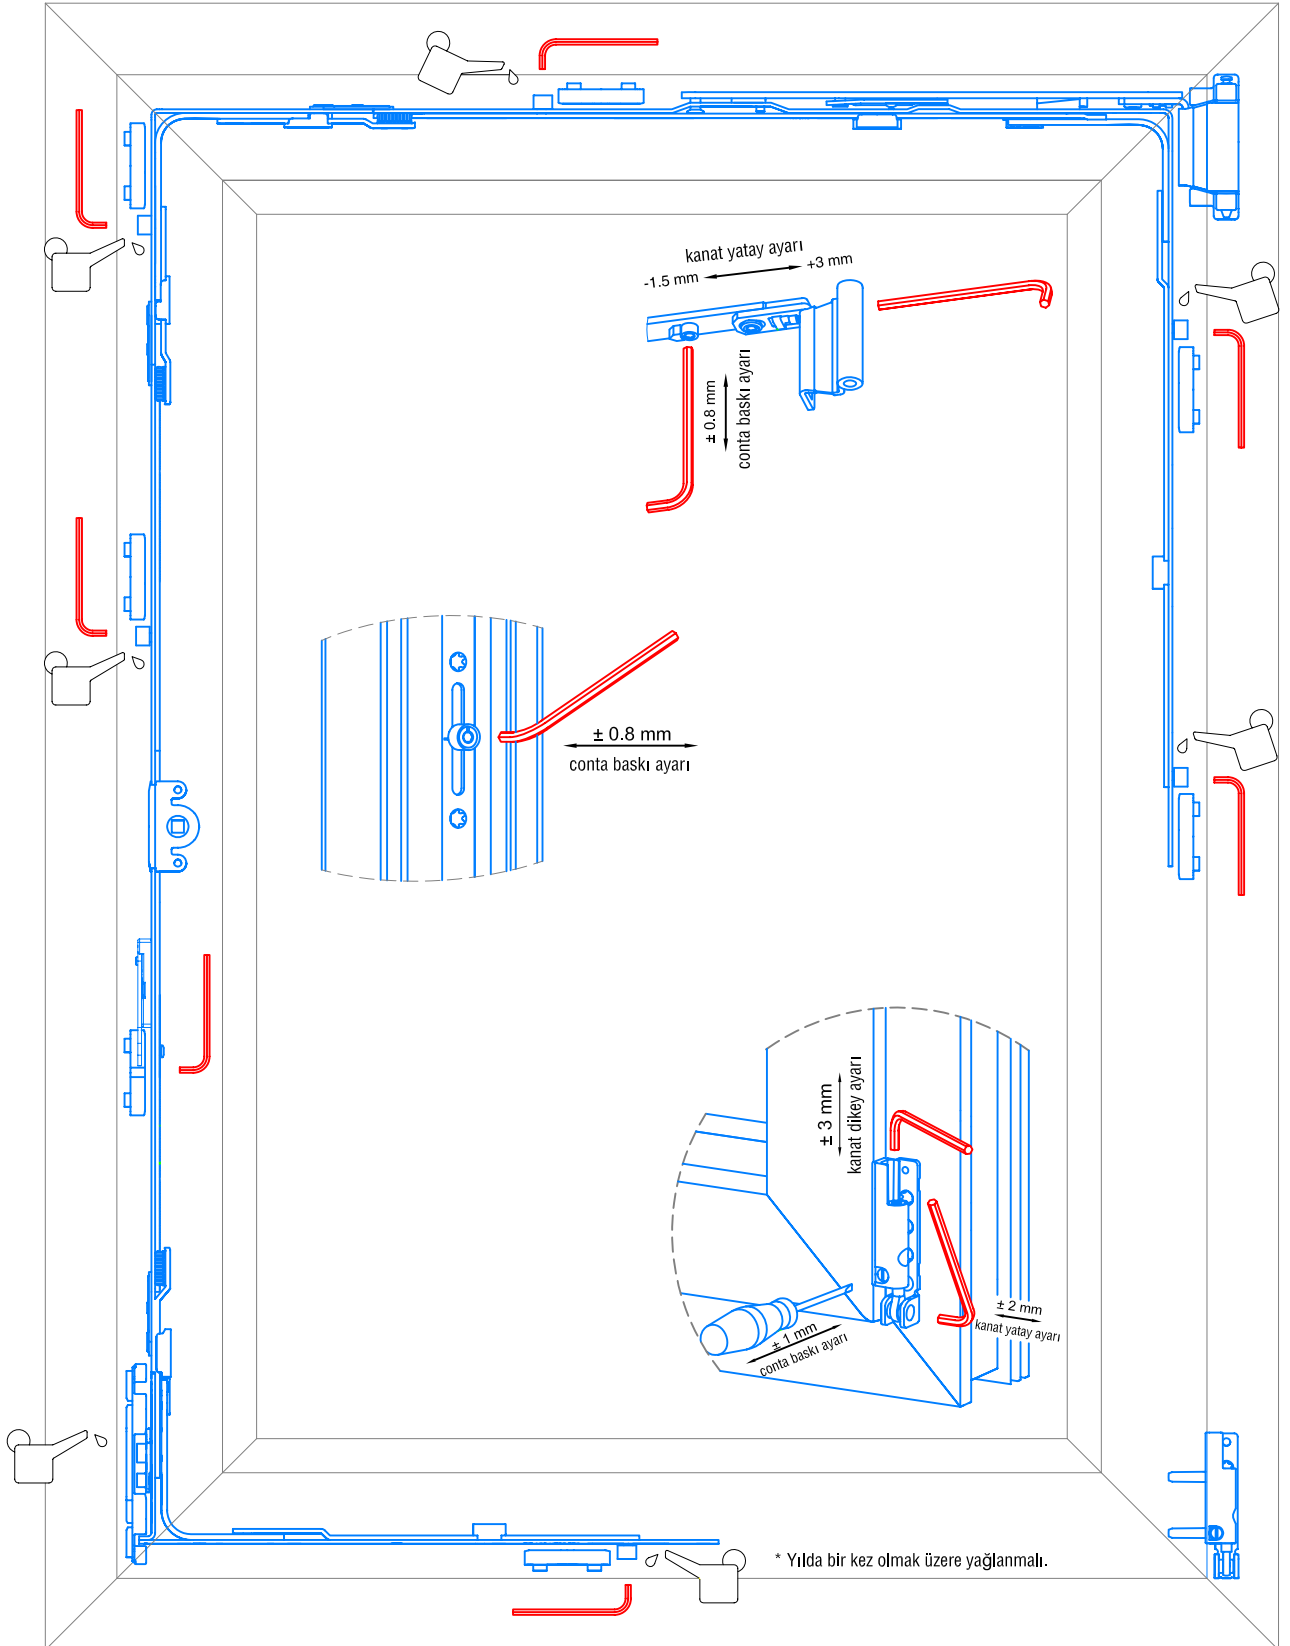 kanat yatay ayarı
-1.5 mm
+3 mm
± 0.8 mm
conta baskı ayarı
± 0.8 mm
conta baskı ayarı
± 3 mm
kanat dikey ayarı
± 2 mm
kanat yatay ayarı
± 1 mm
conta baskı ayarı
* Yılda bir kez olmak üzere yağlanmalı.